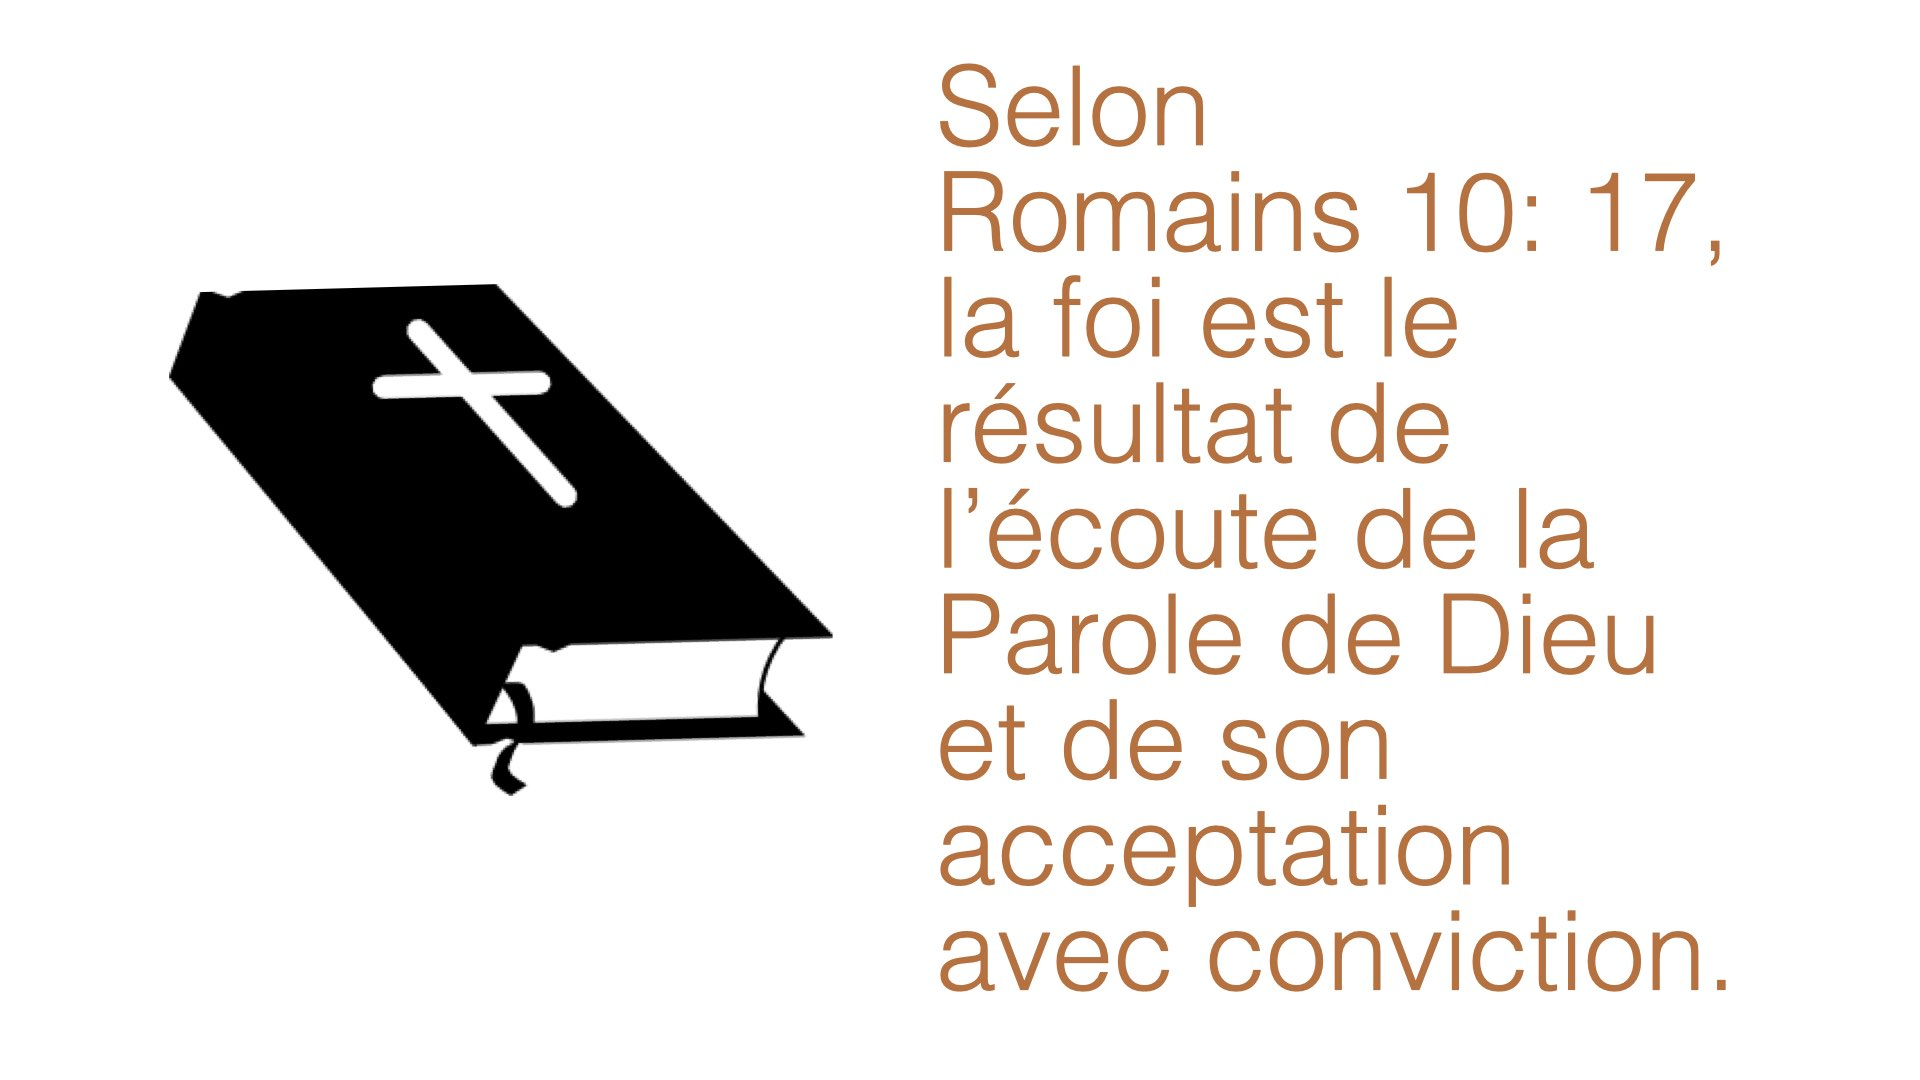 Selon
Romains 10: 17,
la foi est le
résultat de
l’écoute de la
Parole de Dieu
et de son
acceptation
avec conviction.